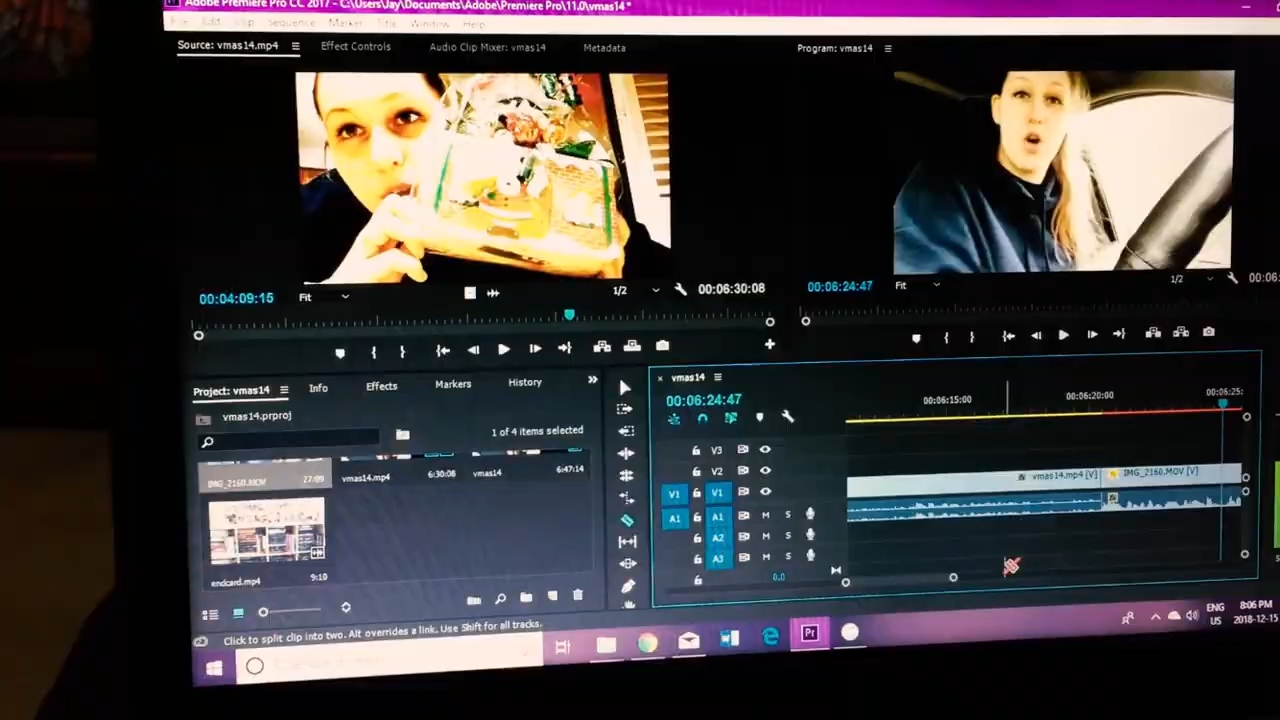 Adobe Premiere Pro CC 2017 - C:\Users\Jay\Documents\Adobe\Premiere Pro\11.0\vmas14 *
File Edit Clip Sequence Marker Title Window Help
Source: vmas14.mp4 Effect Controls Audio Clip Mixer: vmas14 Metadata Program: vmas14
00:04:09:15 Fit 1/2 00:06:30:08 00:06:24:47 Fit 1/2 00:06:
Project: vmas14 Info Effects Markers History
vmas14.prproj
1 of 4 items selected
IMG_2160.MOV 27:09 vmas14.mp4 6:30:08 vmas14 6:47:14
endcard.mp4 9:10
vmas14
00:06:24:47
00:06:15:00 00:06:20:00 00:06:25:
V3
V2
vmas14.mp4 [V] IMG_2160.MOV [V]
V1 V1
A1 A1 M S
A2 M S
A3 M S
0.0
Click to split clip into two. Alt overrides a link. Use Shift for all tracks.
Pr
ENG
US
8:06 PM
2018-12-15